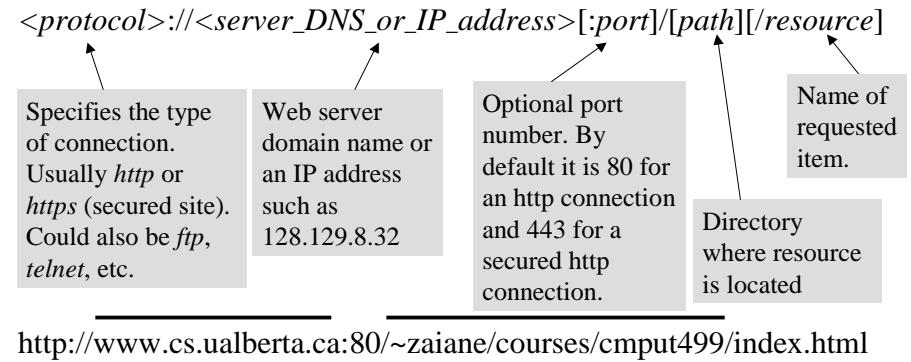 <protocol>://<server_DNS_or_IP_address>[:port]/[path][/resource]
Specifies the type
of connection.
Usually http or
https (secured site).
Could also be ftp,
telnet, etc.
Web server
domain name or
an IP address
such as
128.129.8.32
Optional port
number. By
default it is 80 for
an http connection
and 443 for a
secured http
connection.
Name of
requested
item.
Directory
where resource
is located
http://www.cs.ualberta.ca:80/~zaiane/courses/cmput499/index.html